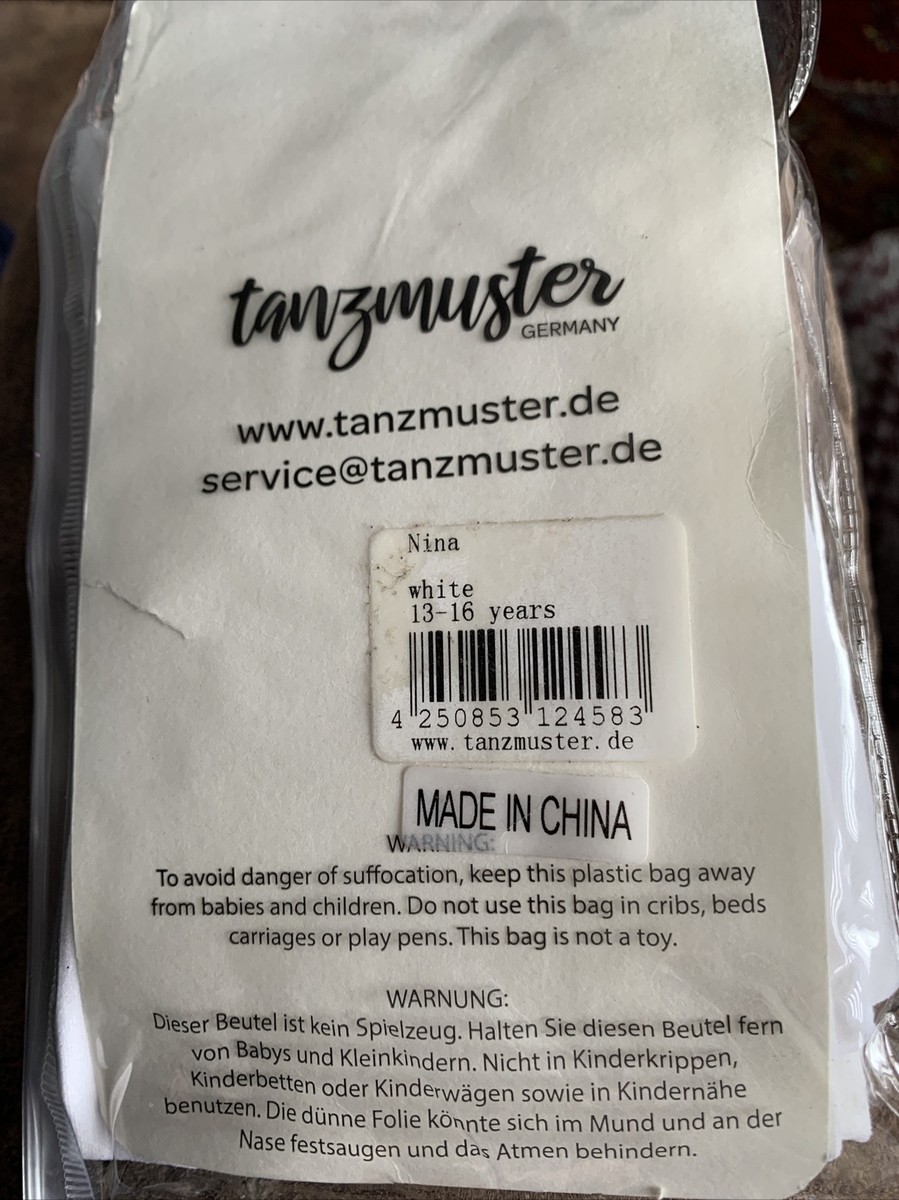 tanzmuster
GERMANY
www.tanzmuster.de
service@tanzmuster.de
Nina
white
13-16 years
4 250853 124583
www.tanzmuster.de
MADE IN CHINA
WARNING:
To avoid danger of suffocation, keep this plastic bag away
from babies and children. Do not use this bag in cribs, beds
carriages or play pens. This bag is not a toy.
WARNUNG:
Dieser Beutel ist kein Spielzeug. Halten Sie diesen Beutel fern
von Babys und Kleinkindern. Nicht in Kinderkrippen,
Kinderbetten oder Kinderwägen sowie in Kindernähe
benutzen. Die dünne Folie könnte sich im Mund und an der
Nase festsaugen und das Atmen behindern.